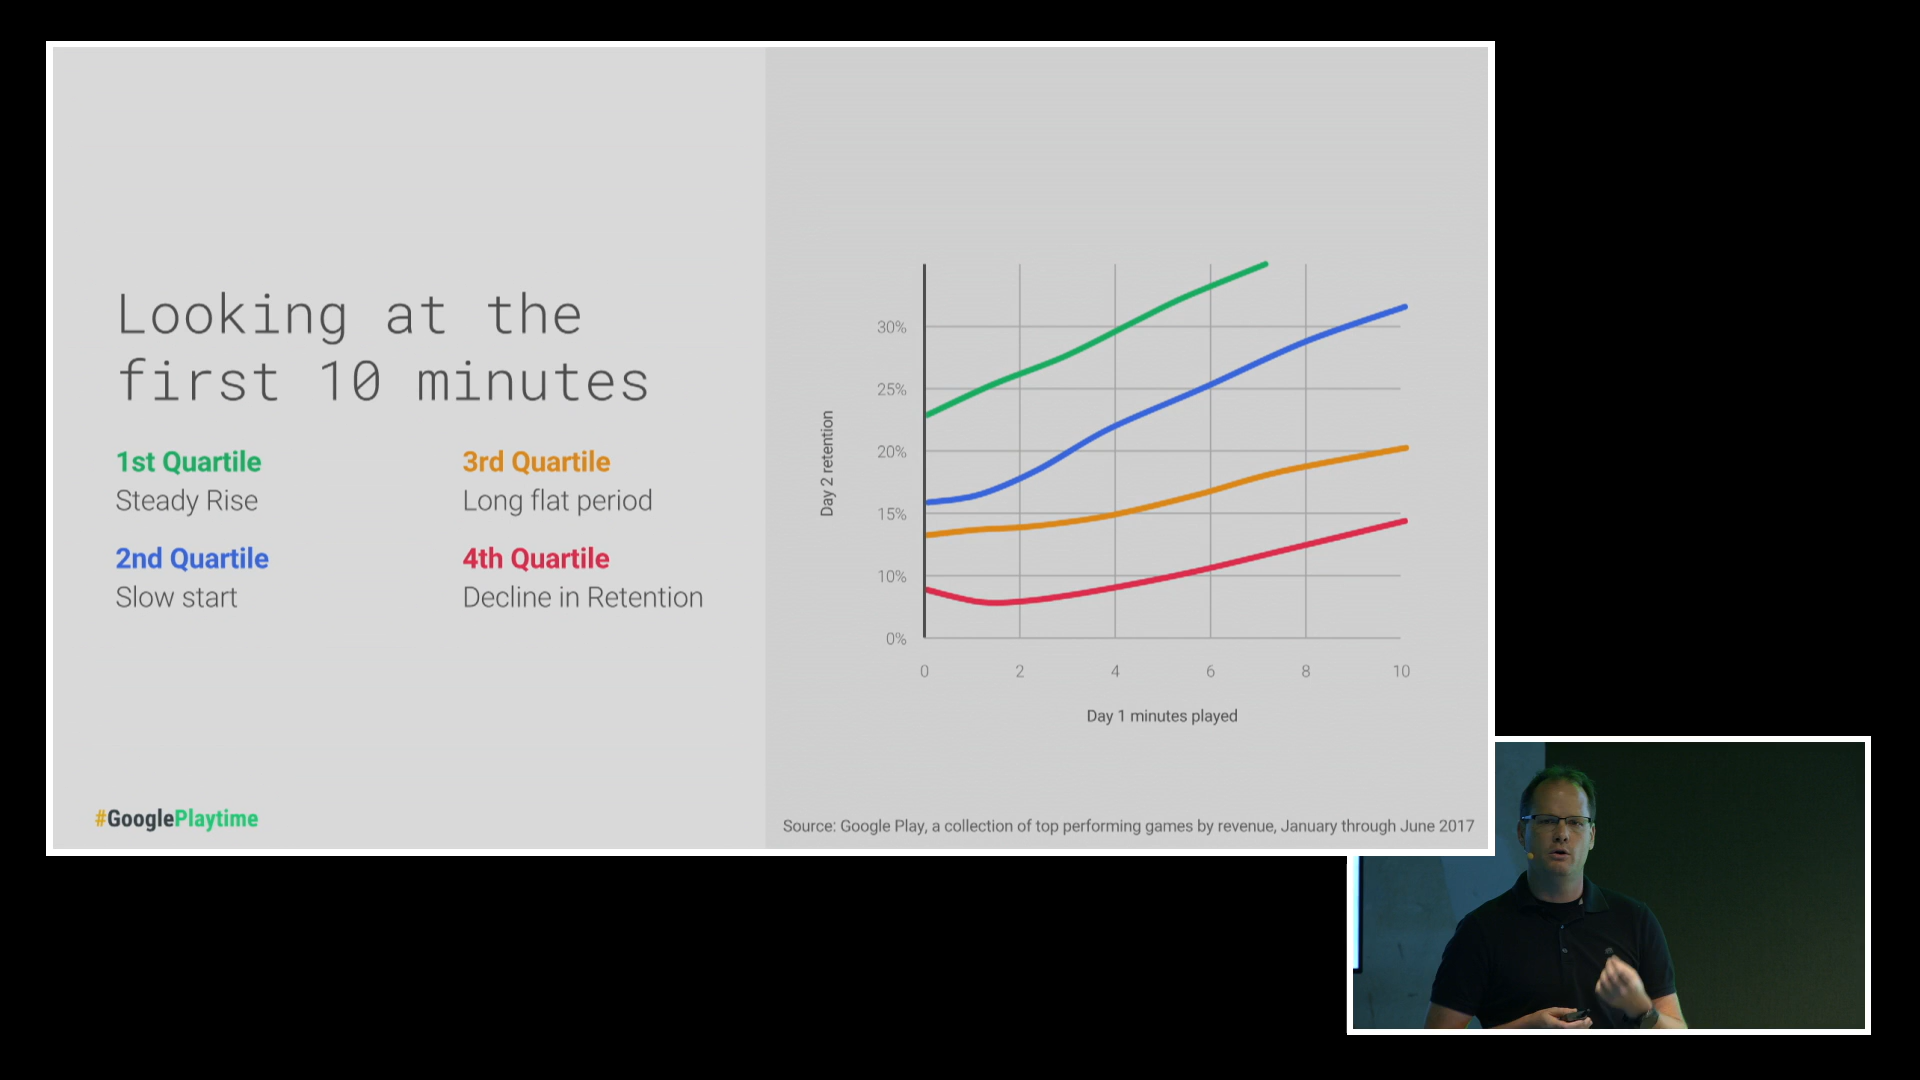 Looking at the
first 10 minutes
1st Quartile
Steady Rise
2nd Quartile
Slow start
3rd Quartile
Long flat period
4th Quartile
Decline in Retention
#GooglePlaytime
Day 2 retention
30%
25%
20%
15%
10%
0%
0 2 4 6 8 10
Day 1 minutes played
Source: Google Play, a collection of top performing games by revenue, January through June 2017